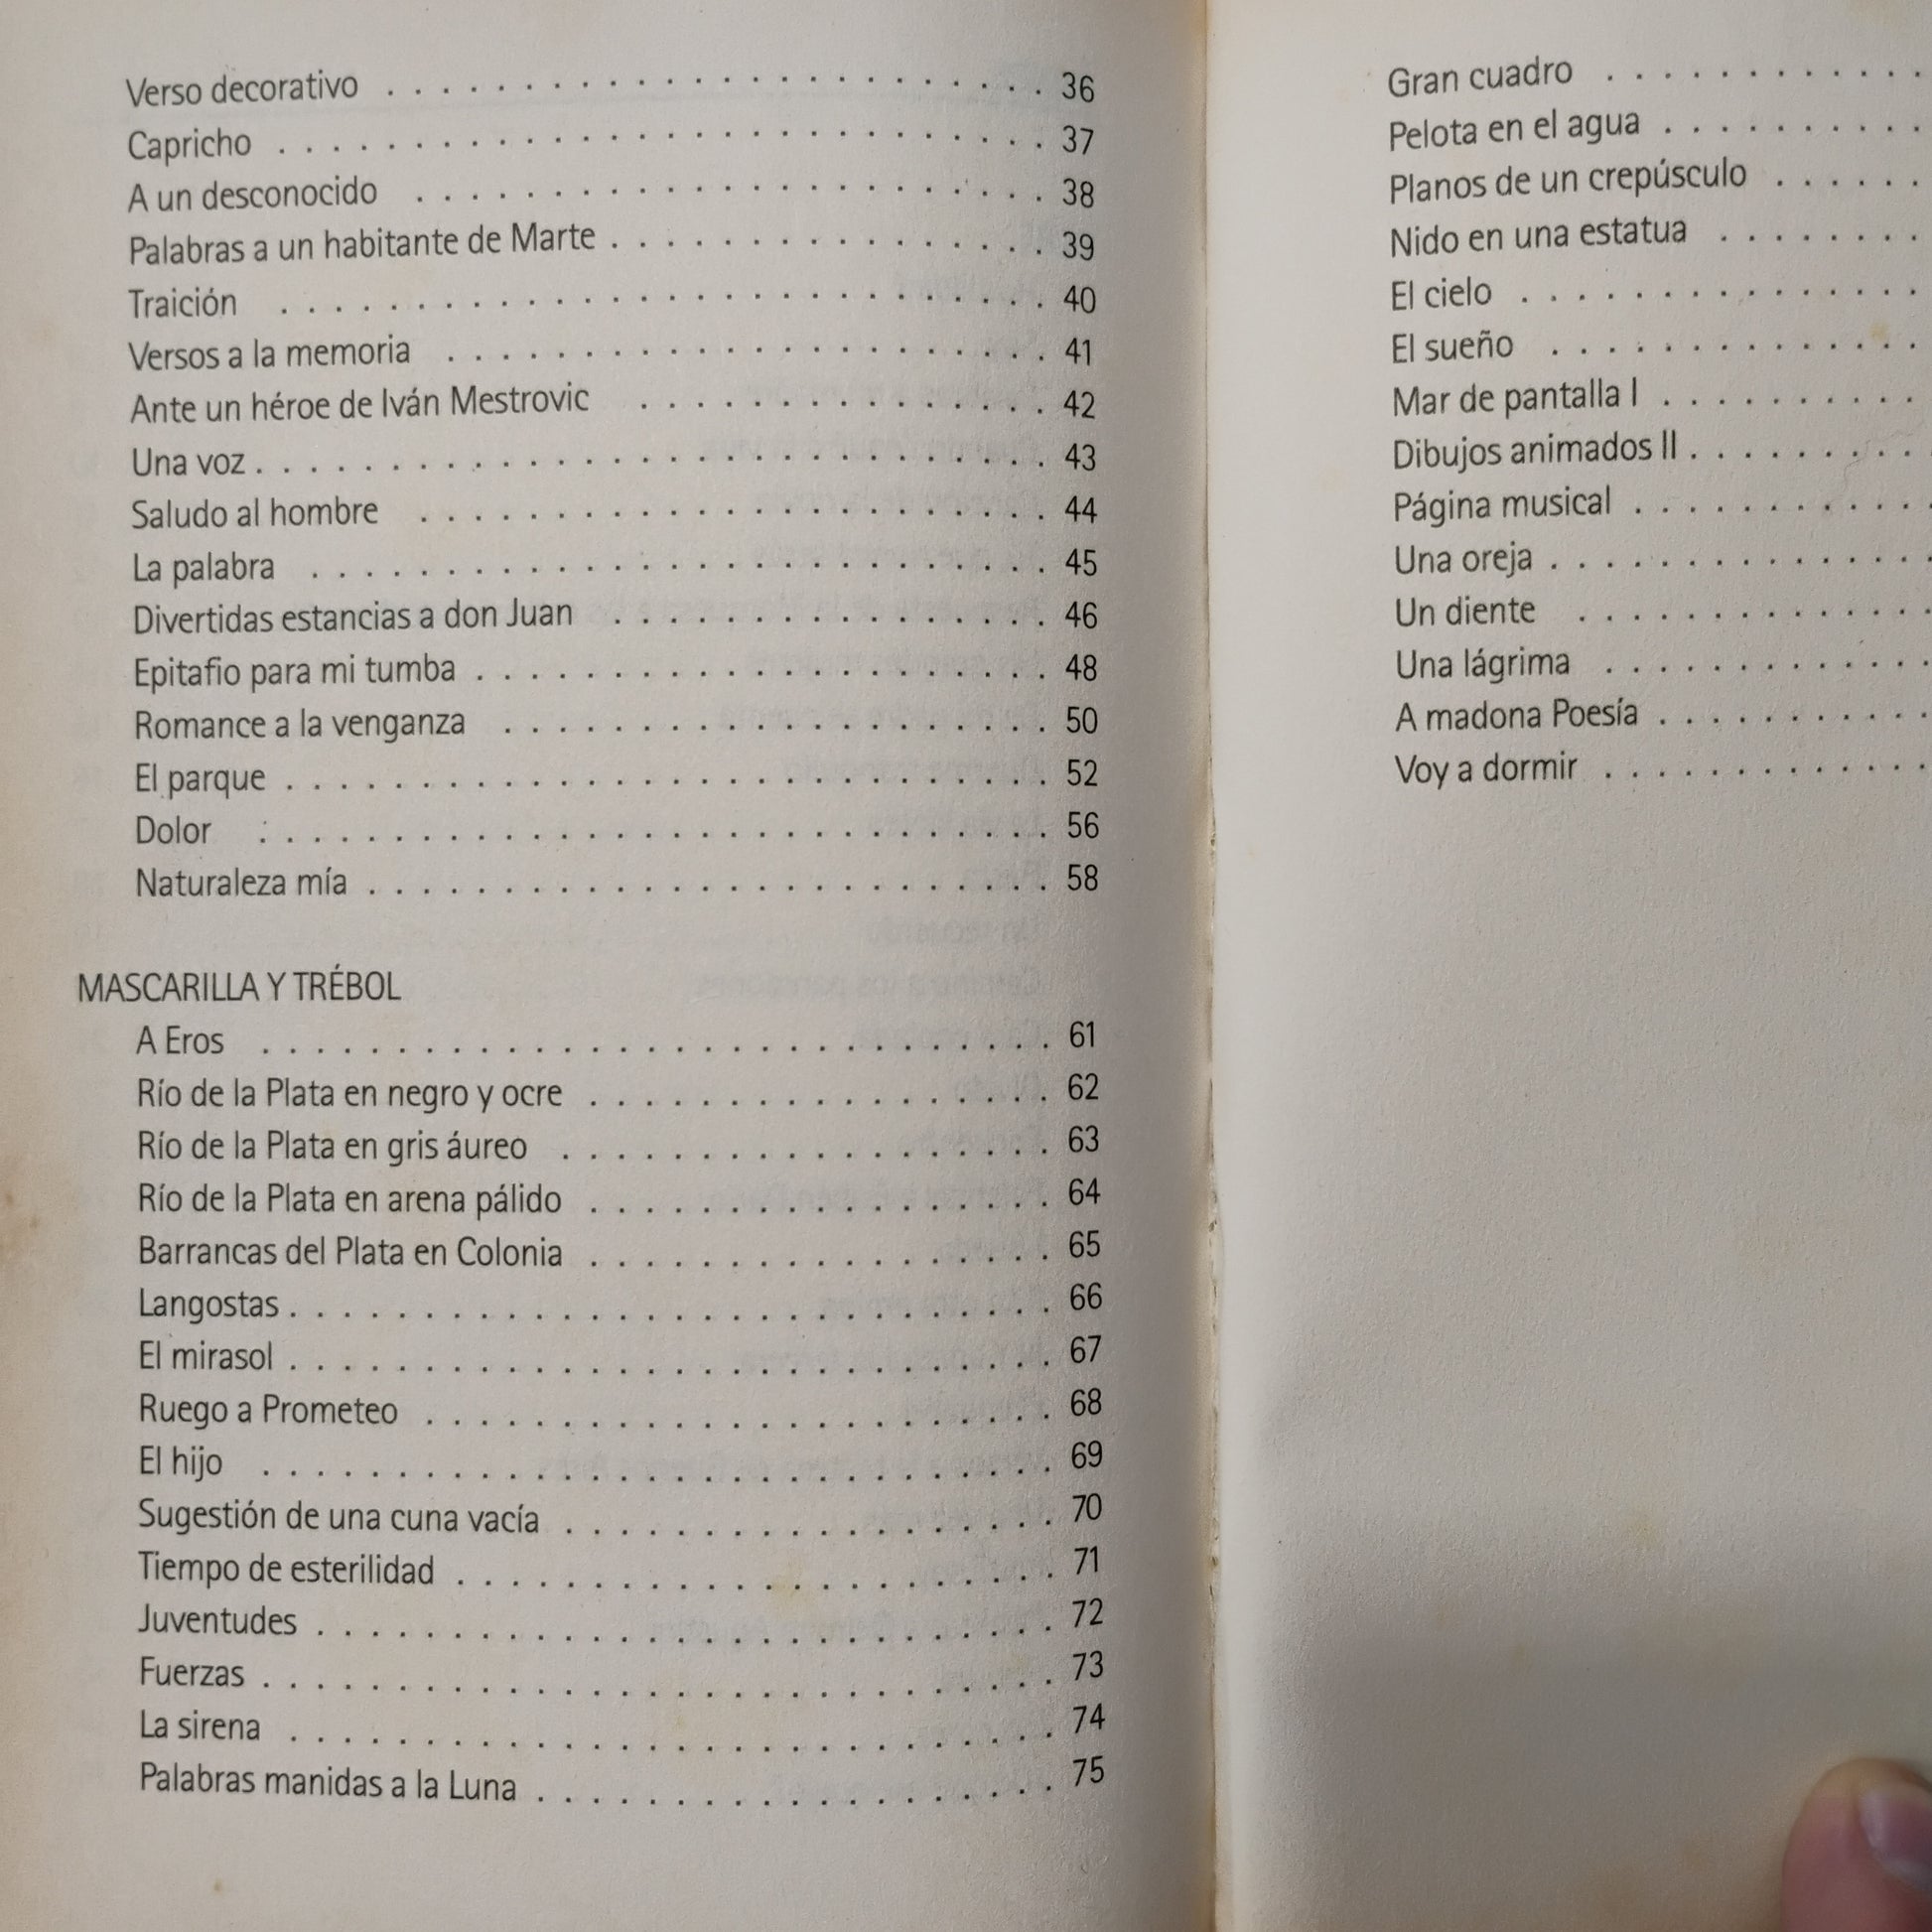 Verso decorativo . . . . . . . . . . . . . . . . . . . . . . . . 36
Capricho . . . . . . . . . . . . . . . . . . . . . . . . . . . . 37
A un desconocido . . . . . . . . . . . . . . . . . . . . . . . 38
Palabras a un habitante de Marte . . . . . . . . . . . . . . . . 39
Traición . . . . . . . . . . . . . . . . . . . . . . . . . . . . 40
Versos a la memoria . . . . . . . . . . . . . . . . . . . . . . 41
Ante un héroe de Iván Mestrovic . . . . . . . . . . . . . . . 42
Una voz . . . . . . . . . . . . . . . . . . . . . . . . . . . . . 43
Saludo al hombre . . . . . . . . . . . . . . . . . . . . . . . 44
La palabra . . . . . . . . . . . . . . . . . . . . . . . . . . . 45
Divertidas estancias a don Juan . . . . . . . . . . . . . . . . 46
Epitafio para mi tumba . . . . . . . . . . . . . . . . . . . . . 48
Romance a la venganza . . . . . . . . . . . . . . . . . . . . 50
El parque . . . . . . . . . . . . . . . . . . . . . . . . . . . . 52
Dolor . . . . . . . . . . . . . . . . . . . . . . . . . . . . . 56
Naturaleza mía . . . . . . . . . . . . . . . . . . . . . . . . . 58
MASCARILLA Y TRÉBOL
A Eros . . . . . . . . . . . . . . . . . . . . . . . . . . . . . 61
Río de la Plata en negro y ocre . . . . . . . . . . . . . . . . . 62
Río de la Plata en gris áureo . . . . . . . . . . . . . . . . . . 63
Río de la Plata en arena pálido . . . . . . . . . . . . . . . . . 64
Barrancas del Plata en Colonia . . . . . . . . . . . . . . . . . 65
Langostas . . . . . . . . . . . . . . . . . . . . . . . . . . . . 66
El mirasol . . . . . . . . . . . . . . . . . . . . . . . . . . . . 67
Ruego a Prometeo . . . . . . . . . . . . . . . . . . . . . . . 68
El hijo . . . . . . . . . . . . . . . . . . . . . . . . . . . . . 69
Sugestión de una cuna vacía . . . . . . . . . . . . . . . . . . 70
Tiempo de esterilidad . . . . . . . . . . . . . . . . . . . . . . 71
Juventudes . . . . . . . . . . . . . . . . . . . . . . . . . . . 72
Fuerzas . . . . . . . . . . . . . . . . . . . . . . . . . . . . . 73
La sirena . . . . . . . . . . . . . . . . . . . . . . . . . . . . 74
Palabras manidas a la Luna . . . . . . . . . . . . . . . . . . . 75
Gran cuadro . . . . . . . . . . . .
Pelota en el agua . . . . . . . . . .
Planos de un crepúsculo . . . . . .
Nido en una estatua . . . . . . . .
El cielo . . . . . . . . . . . . . . .
El sueño . . . . . . . . . . . . . .
Mar de pantalla I . . . . . . . . . .
Dibujos animados II . . . . . . . . .
Página musical . . . . . . . . . . .
Una oreja . . . . . . . . . . . . . .
Un diente . . . . . . . . . . . . .
Una lágrima . . . . . . . . . . . .
A madona Poesía . . . . . . . . . .
Voy a dormir . . . . . . . . . . . .